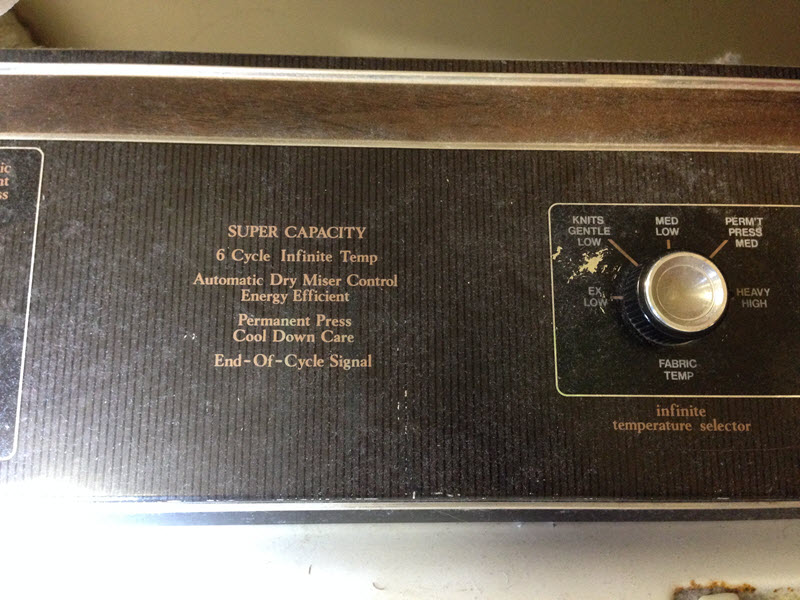 SUPER CAPACITY
6 Cycle Infinite Temp
Automatic Dry Miser Control
Energy Efficient
Permanent Press
Cool Down Care
End-Of-Cycle Signal
KNITS
GENTLE
LOW
MED
LOW
PERM'T
PRESS
MED
EX
LOW
HEAVY
HIGH
FABRIC
TEMP
infinite
temperature selector